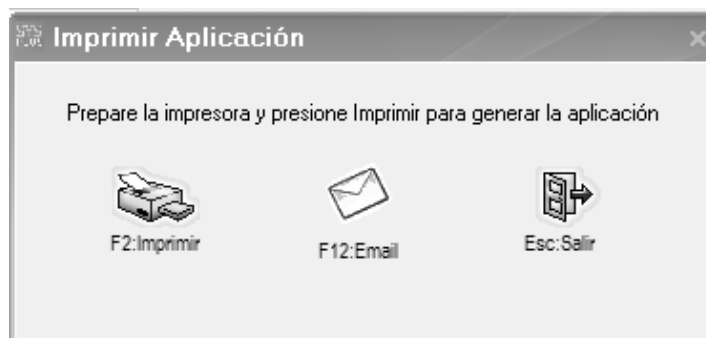 Imprimir Aplicación
Prepare la impresora y presione Imprimir para generar la aplicación
F2:Imprimir
F12:Email
Esc:Salir